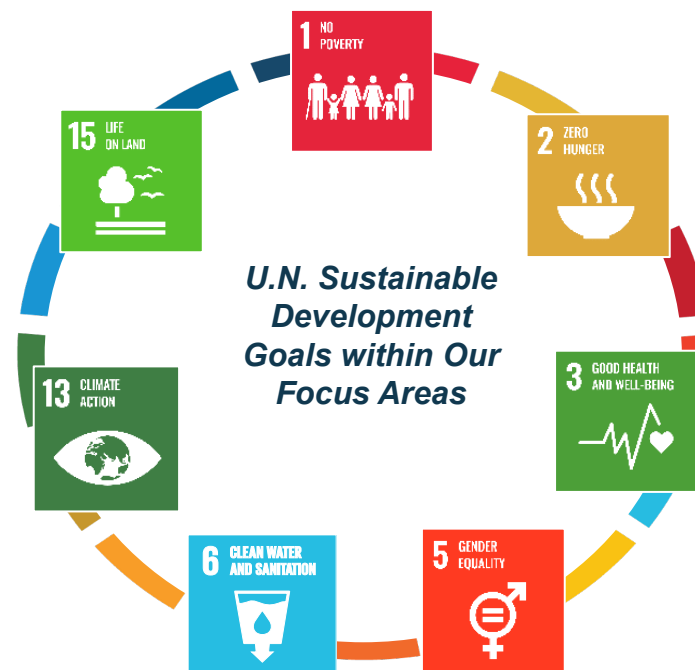 1 NO
POVERTY
2 ZERO
HUNGER
3 GOOD HEALTH
AND WELL-BEING
5 GENDER
EQUALITY
6 CLEAN WATER
AND SANITATION
13 CLIMATE
ACTION
15 LIFE
ON LAND
U.N. Sustainable
Development
Goals within Our
Focus Areas